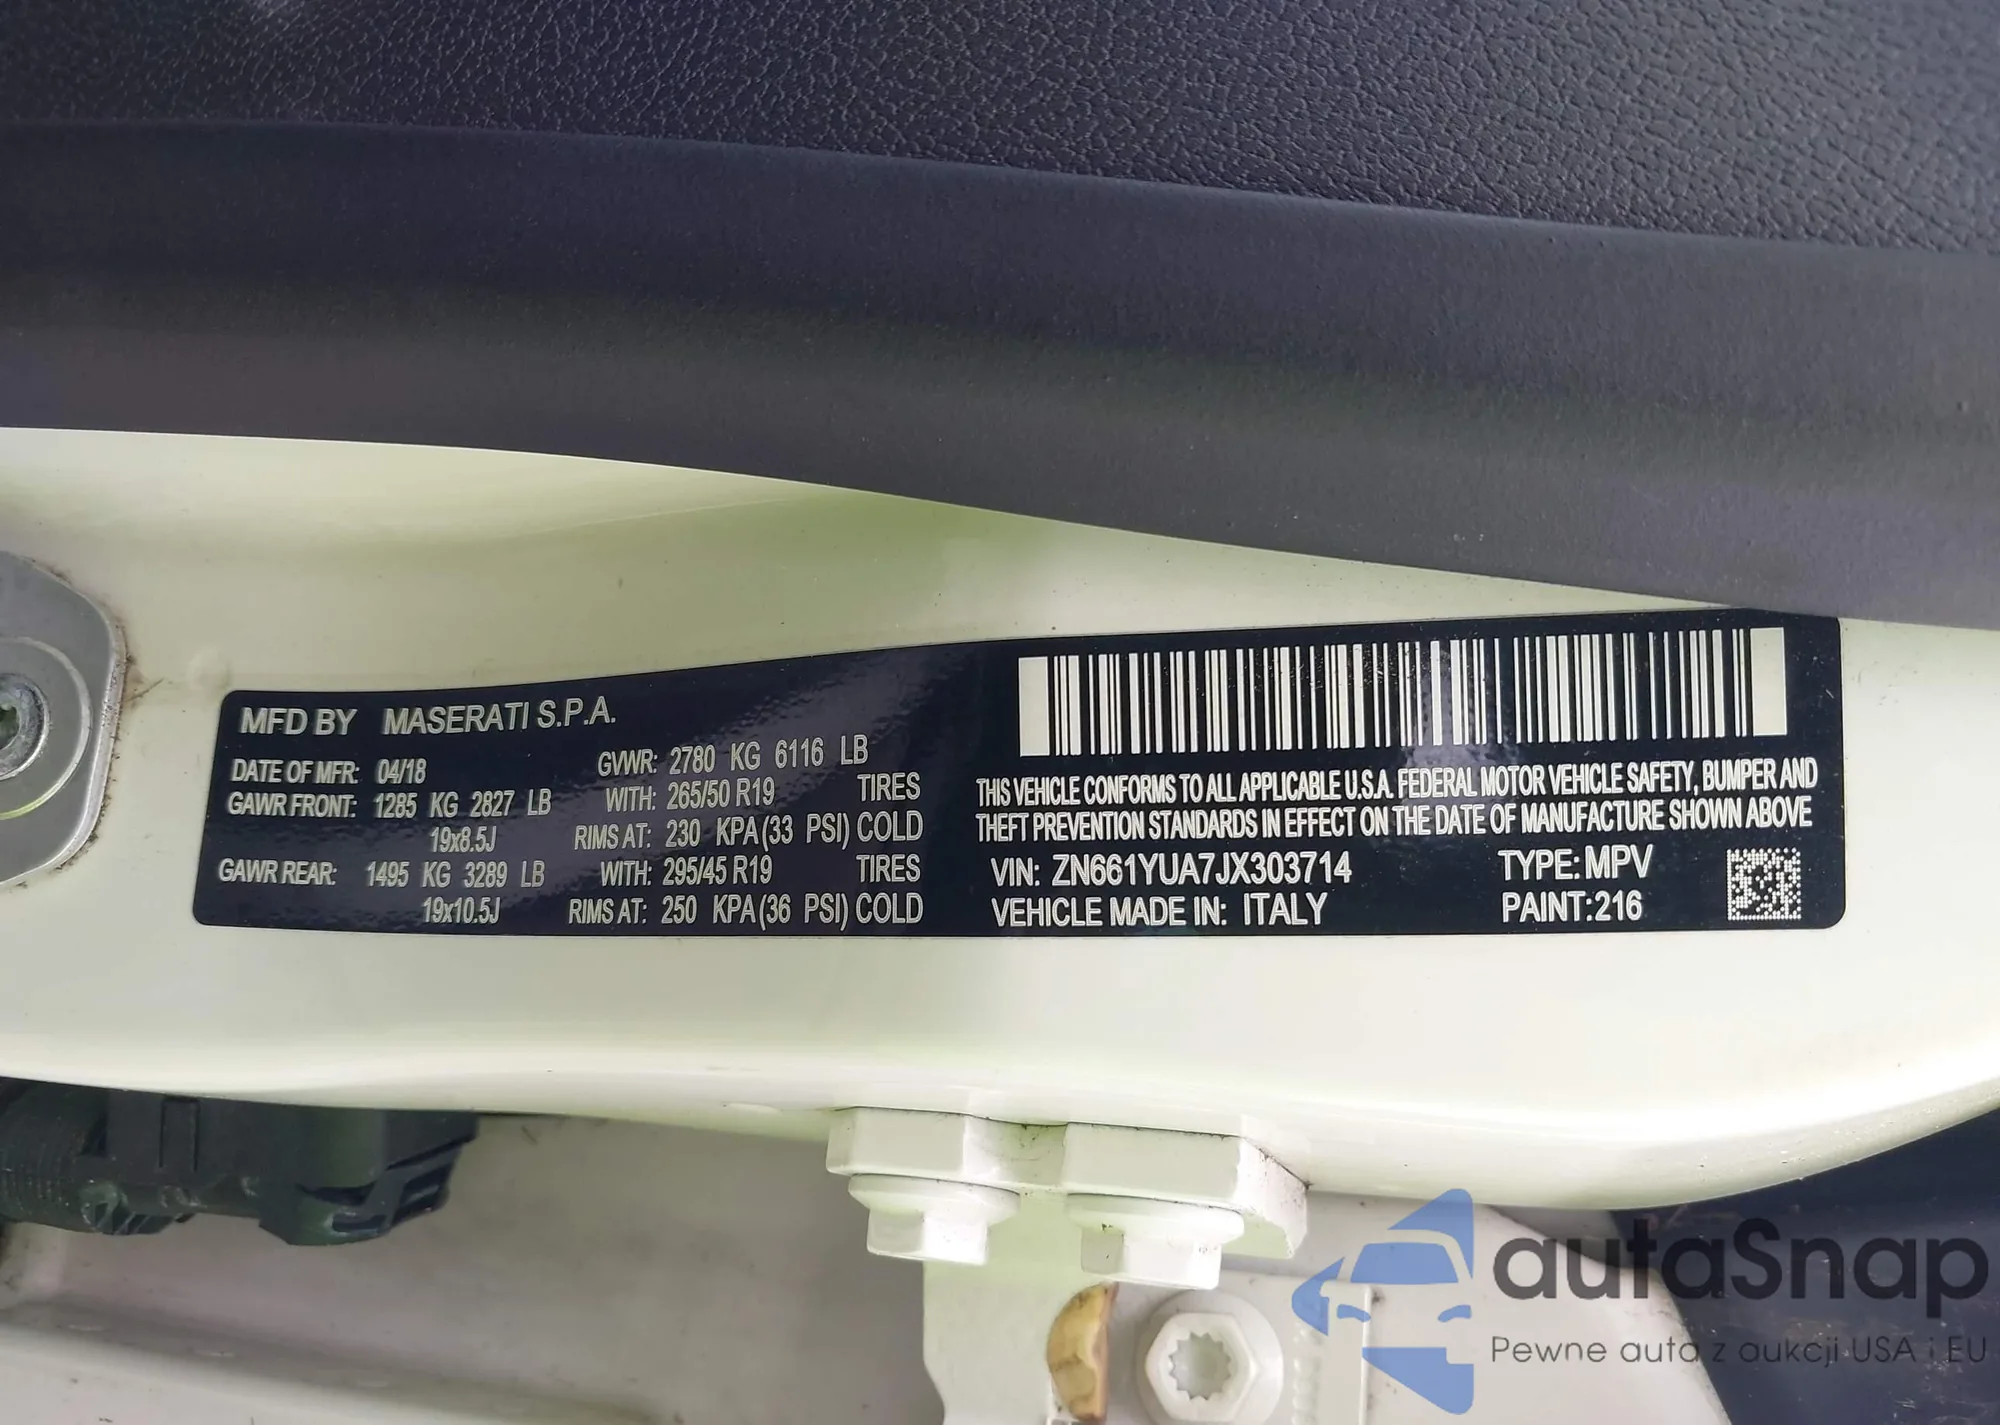 MFD BY MASERATI S.P.A.
DATE OF MFR: 04/18 GVWR: 2780 KG 6116 LB
GAWR FRONT: 1285 KG 2827 LB WITH: 265/50 R19 TIRES
19x8.5J RIMS AT: 230 KPA(33 PSI) COLD
GAWR REAR: 1495 KG 3289 LB WITH: 295/45 R19 TIRES
19x10.5J RIMS AT: 250 KPA(36 PSI) COLD
THIS VEHICLE CONFORMS TO ALL APPLICABLE U.S.A. FEDERAL MOTOR VEHICLE SAFETY, BUMPER AND
THEFT PREVENTION STANDARDS IN EFFECT ON THE DATE OF MANUFACTURE SHOWN ABOVE
VIN: ZN661YUA7JX303714 TYPE: MPV
VEHICLE MADE IN: ITALY PAINT:216
autaSnap
Pewne auta z aukcji USA i EU